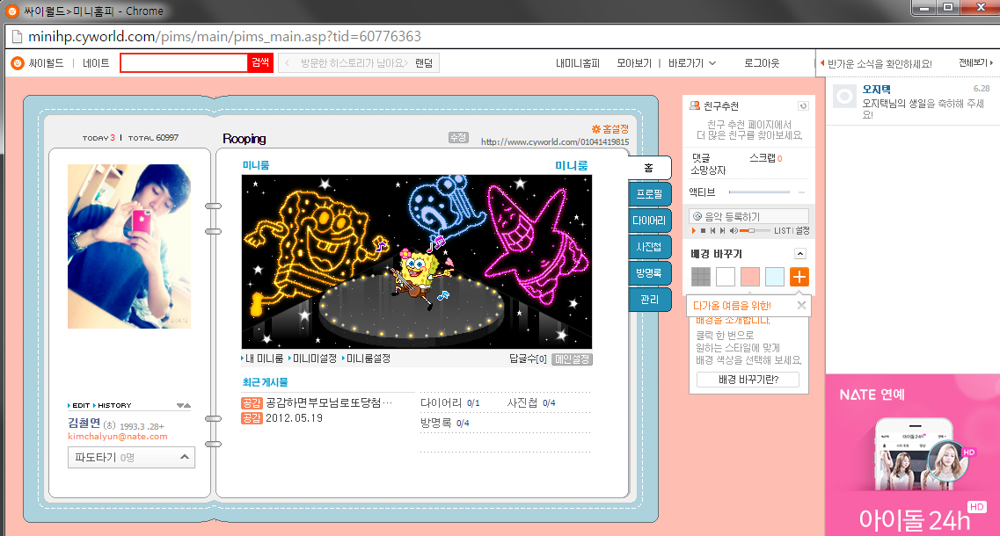 싸이월드>미니홈피 - Chrome
minihp.cyworld.com/pims/main/pims_main.asp?tid=60776363
싸이월드 | 네이트 검색 방문한 히스토리가 남아요> 랜덤 내미니홈피 모아보기 | 바로가기 로그아웃
반가운 소식을 확인하세요! 전체보기
오지택 6.28
오지택님의 생일을 축하해 주세
요!
TODAY 3 | TOTAL 60997
Rooping
수정
홈설정
http://www.cyworld.com/01041419815
미니룸 미니룸
내 미니룸 미니미설정 미니룸설정 답글수[0] 메인설정
최근 게시물
공감 공감하면부모님로또당첨…
공감 2012.05.19
다이어리 0/1 사진첩 0/4
방명록 0/4
EDIT HISTORY
김철연 (♂) 1993.3 .28+
kimchalyun@nate.com
파도타기 0명
홈
프로필
다이어리
사진첩
방명록
관리
친구추천
친구 추천 페이지에서
더 많은 친구를 찾아보세요.
댓글 스크랩 0
소망상자
액티브
음악 등록하기
LIST | 설정
배경 바꾸기
다가올 여름을 위한!
배경을 소개합니다.
클릭 한 번으로
원하는 스타일에 맞게
배경 색상을 선택해 보세요.
배경 바꾸기란?
NATE 연예
아이돌 24h
HD
아이돌 24h HD